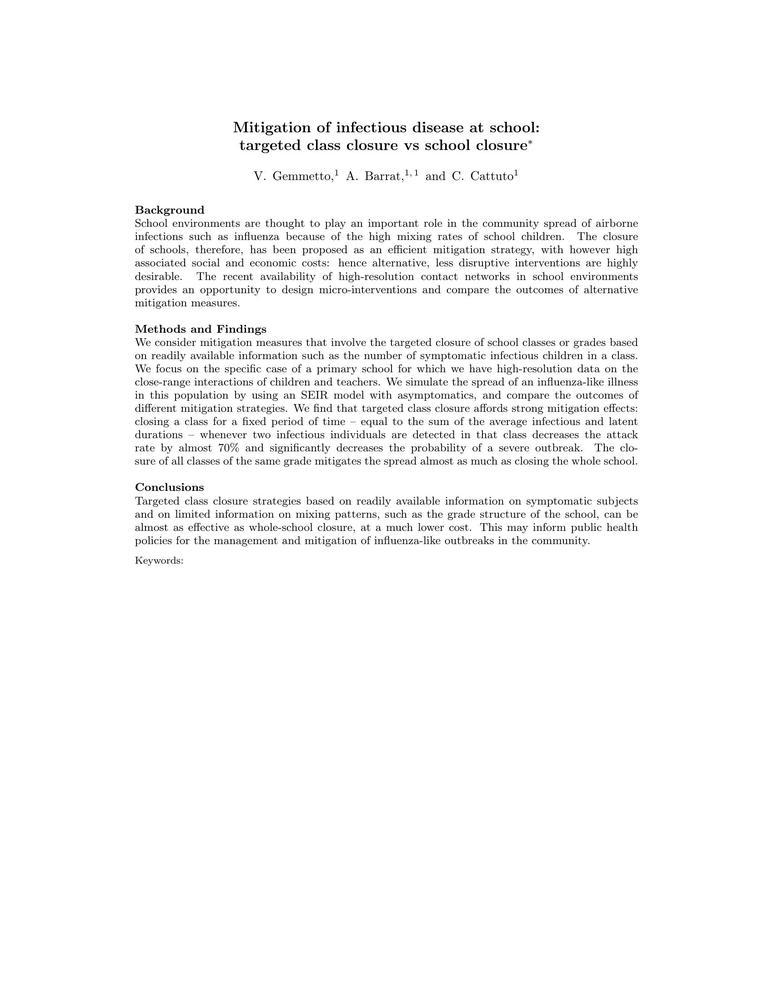 Mitigation of infectious disease at school:
targeted class closure vs school closure*
V. Gemmetto,1 A. Barrat,1,1 and C. Cattuto1
Background
School environments are thought to play an important role in the community spread of airborne
infections such as influenza because of the high mixing rates of school children. The closure
of schools, therefore, has been proposed as an efficient mitigation strategy, with however high
associated social and economic costs: hence alternative, less disruptive interventions are highly
desirable. The recent availability of high-resolution contact networks in school environments
provides an opportunity to design micro-interventions and compare the outcomes of alternative
mitigation measures.
Methods and Findings
We consider mitigation measures that involve the targeted closure of school classes or grades based
on readily available information such as the number of symptomatic infectious children in a class.
We focus on the specific case of a primary school for which we have high-resolution data on the
close-range interactions of children and teachers. We simulate the spread of an influenza-like illness
in this population by using an SEIR model with asymptomatics, and compare the outcomes of
different mitigation strategies. We find that targeted class closure affords strong mitigation effects:
closing a class for a fixed period of time – equal to the sum of the average infectious and latent
durations – whenever two infectious individuals are detected in that class decreases the attack
rate by almost 70% and significantly decreases the probability of a severe outbreak. The clo-
sure of all classes of the same grade mitigates the spread almost as much as closing the whole school.
Conclusions
Targeted class closure strategies based on readily available information on symptomatic subjects
and on limited information on mixing patterns, such as the grade structure of the school, can be
almost as effective as whole-school closure, at a much lower cost. This may inform public health
policies for the management and mitigation of influenza-like outbreaks in the community.
Keywords: